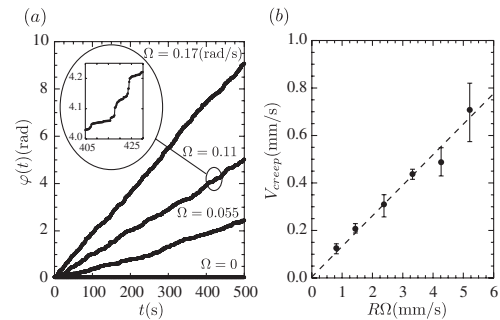 (a)
10
8
6
4
2
0
φ(t)(rad)
Ω = 0.17(rad/s)
4.2
4.1
4.0
405
425
Ω = 0.11
Ω = 0.055
Ω = 0
0 100 200 300 400 500
t(s)
(b)
1.0
0.8
0.6
0.4
0.2
0.0
V_creep(mm/s)
0 1 2 3 4 5 6
RΩ(mm/s)